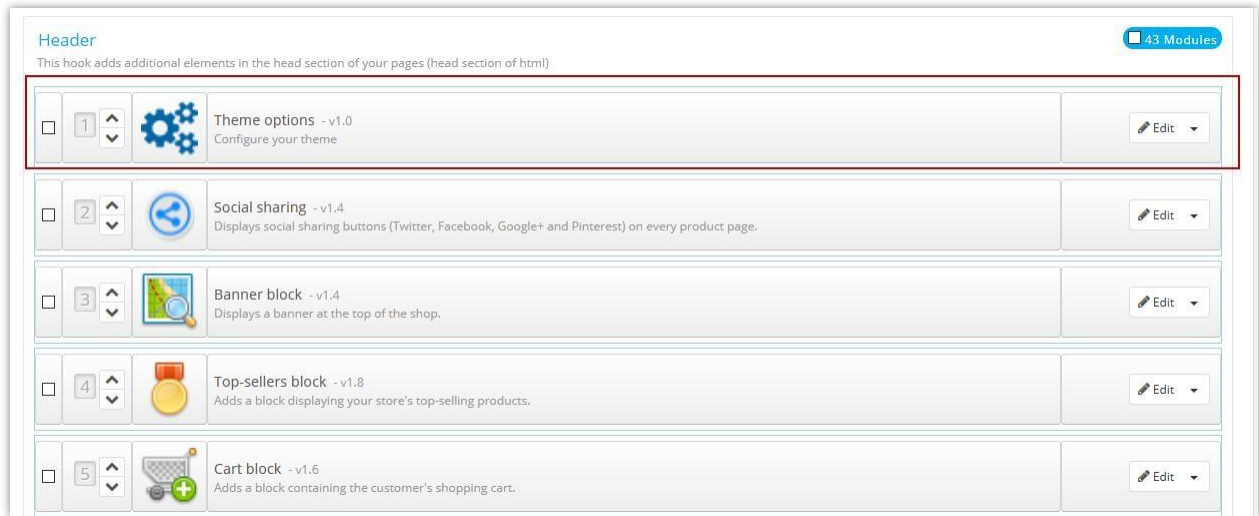 Header
43 Modules
This hook adds additional elements in the head section of your pages (head section of html)
1
Theme options - v1.0
Configure your theme
Edit
2
Social sharing - v1.4
Displays social sharing buttons (Twitter, Facebook, Google+ and Pinterest) on every product page.
Edit
3
Banner block - v1.4
Displays a banner at the top of the shop.
Edit
4
Top-sellers block - v1.8
Adds a block displaying your store's top-selling products.
Edit
5
Cart block - v1.6
Adds a block containing the customer's shopping cart.
Edit